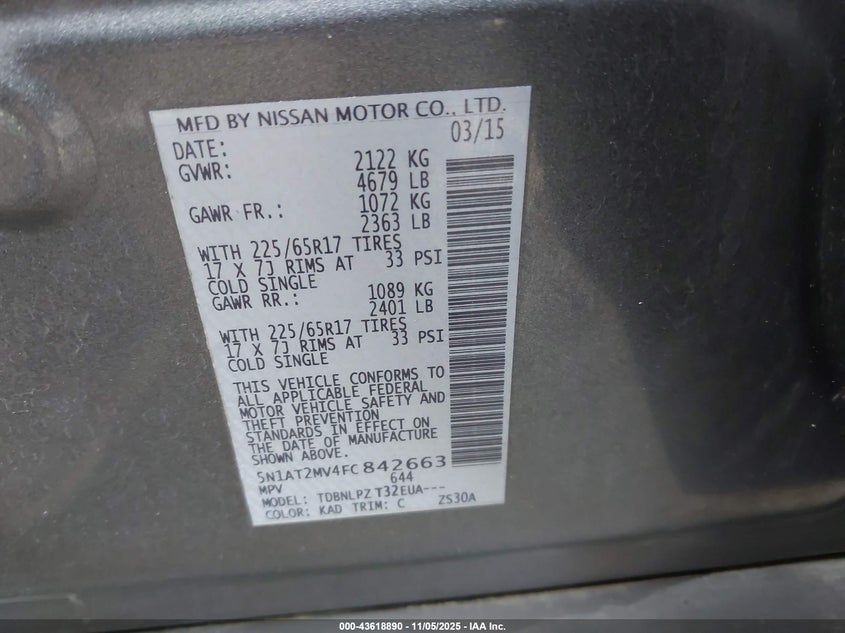 MFD BY NISSAN MOTOR CO., LTD.
DATE: 03/15
GVWR: 2122 KG
4679 LB
GAWR FR.: 1072 KG
2363 LB
WITH 225/65R17 TIRES
17 X 7J RIMS AT 33 PSI
COLD SINGLE
GAWR RR.: 1089 KG
2401 LB
WITH 225/65R17 TIRES
17 X 7J RIMS AT 33 PSI
COLD SINGLE
THIS VEHICLE CONFORMS TO
ALL APPLICABLE FEDERAL
MOTOR VEHICLE SAFETY AND
THEFT PREVENTION
STANDARDS IN EFFECT ON
THE DATE OF MANUFACTURE
SHOWN ABOVE.
5N1AT2MV4FC842663
MPV 644
MODEL: TDBNLPZ T32EUA---
COLOR: KAD TRIM: C ZS30A
000-43618890 - 11/05/2025 - IAA Inc.